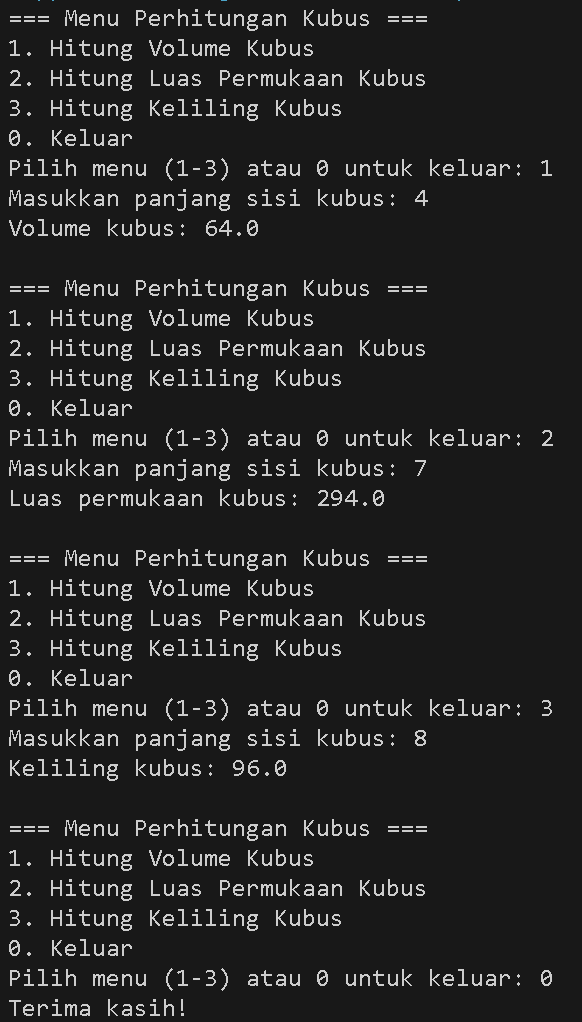 === Menu Perhitungan Kubus ===
1. Hitung Volume Kubus
2. Hitung Luas Permukaan Kubus
3. Hitung Keliling Kubus
0. Keluar
Pilih menu (1-3) atau 0 untuk keluar: 1
Masukkan panjang sisi kubus: 4
Volume kubus: 64.0

=== Menu Perhitungan Kubus ===
1. Hitung Volume Kubus
2. Hitung Luas Permukaan Kubus
3. Hitung Keliling Kubus
0. Keluar
Pilih menu (1-3) atau 0 untuk keluar: 2
Masukkan panjang sisi kubus: 7
Luas permukaan kubus: 294.0

=== Menu Perhitungan Kubus ===
1. Hitung Volume Kubus
2. Hitung Luas Permukaan Kubus
3. Hitung Keliling Kubus
0. Keluar
Pilih menu (1-3) atau 0 untuk keluar: 3
Masukkan panjang sisi kubus: 8
Keliling kubus: 96.0

=== Menu Perhitungan Kubus ===
1. Hitung Volume Kubus
2. Hitung Luas Permukaan Kubus
3. Hitung Keliling Kubus
0. Keluar
Pilih menu (1-3) atau 0 untuk keluar: 0
Terima kasih!